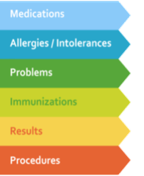 Medications
Allergies / Intolerances
Problems
Immunizations
Results
Procedures